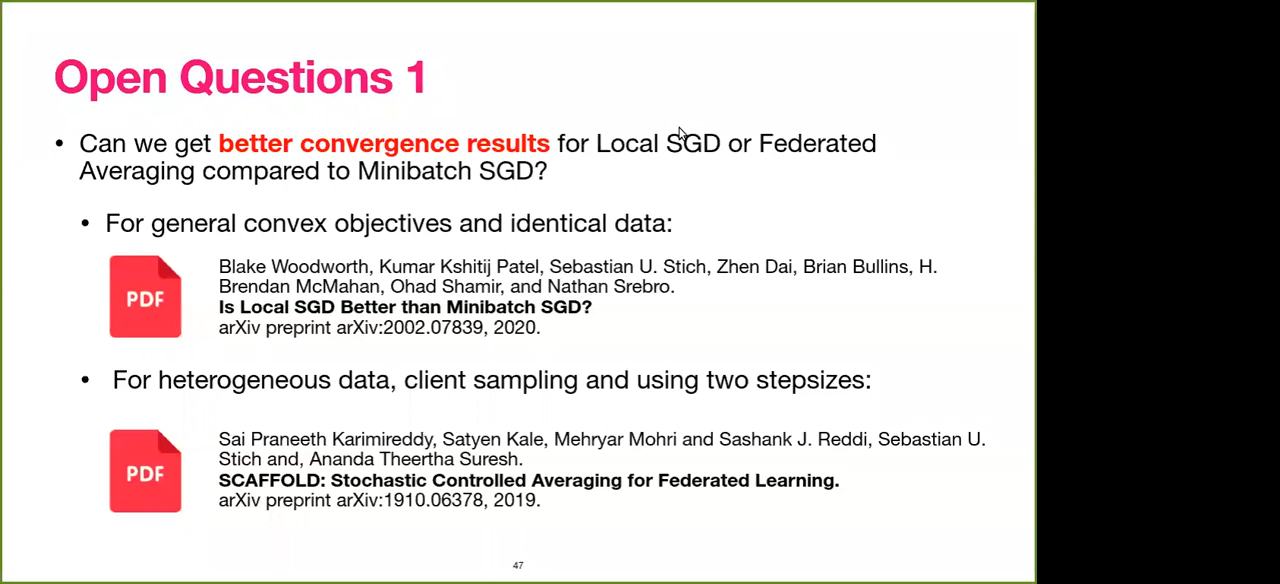 Open Questions 1
• Can we get better convergence results for Local SGD or Federated
Averaging compared to Minibatch SGD?
• For general convex objectives and identical data:
PDF
Blake Woodworth, Kumar Kshitij Patel, Sebastian U. Stich, Zhen Dai, Brian Bullins, H.
Brendan McMahan, Ohad Shamir, and Nathan Srebro.
Is Local SGD Better than Minibatch SGD?
arXiv preprint arXiv:2002.07839, 2020.
• For heterogeneous data, client sampling and using two stepsizes:
PDF
Sai Praneeth Karimireddy, Satyen Kale, Mehryar Mohri and Sashank J. Reddi, Sebastian U.
Stich and, Ananda Theertha Suresh.
SCAFFOLD: Stochastic Controlled Averaging for Federated Learning.
arXiv preprint arXiv:1910.06378, 2019.
47